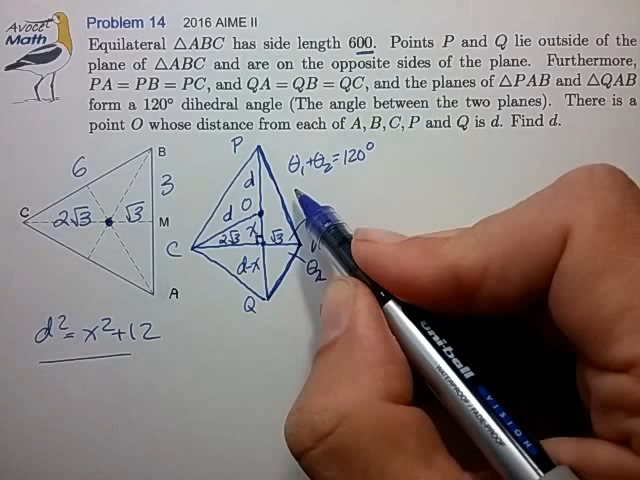 Avocet Math
Problem 14 2016 AIME II
Equilateral △ABC has side length 600. Points P and Q lie outside of the
plane of △ABC and are on the opposite sides of the plane. Furthermore,
PA = PB = PC, and QA = QB = QC, and the planes of △PAB and △QAB
form a 120° dihedral angle (The angle between the two planes). There is a
point O whose distance from each of A, B, C, P and Q is d. Find d.
B
6
3
C
2√3
√3
M
A
P
θ₁+θ₂=120°
d
d
O
x
C
2√3
√3
d-x
θ₂
Q
d²= x²+12
uni-ball
VISION
WATERPROOF/FADE-PROOF